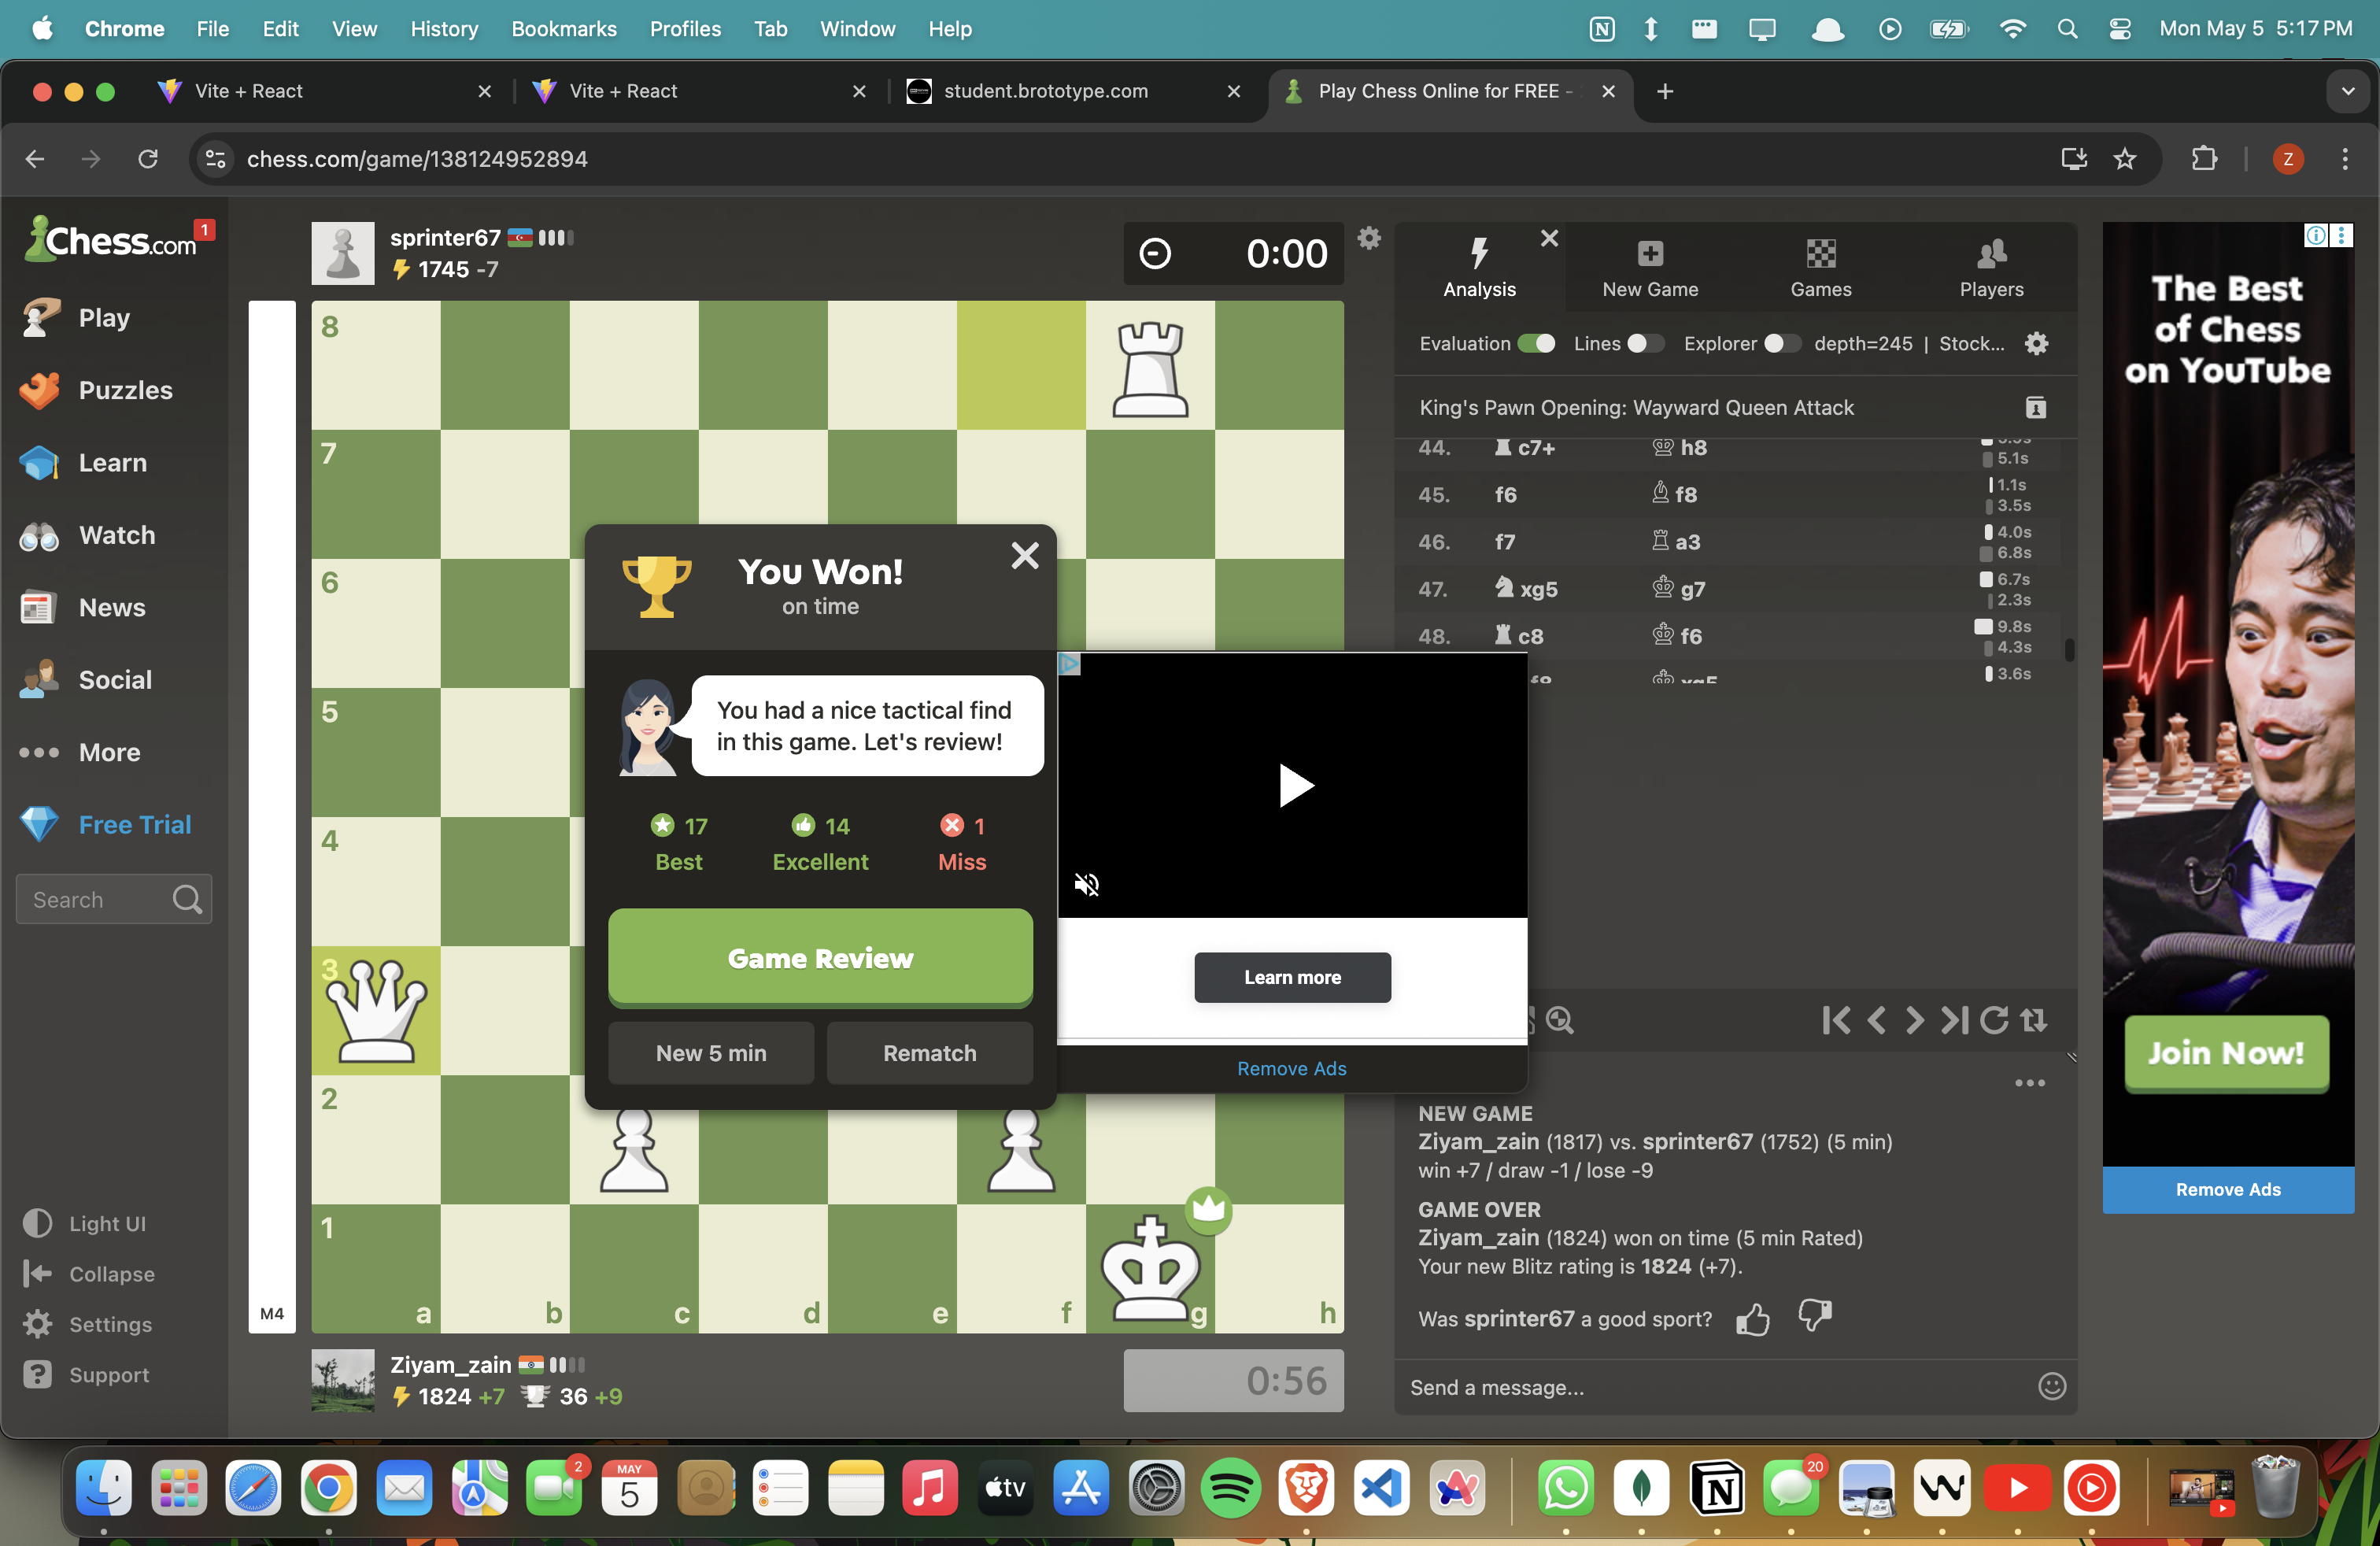 Chrome File Edit View History Bookmarks Profiles Tab Window Help Mon May 5 5:17 PM
Vite + React
Vite + React
student.brototype.com
Play Chess Online for FREE -
chess.com/game/138124952894
Z
Chess.com
1
Play
Puzzles
Learn
Watch
News
Social
More
Free Trial
Search
Light UI
Collapse
Settings
Support
sprinter67
1745 -7
0:00
8
7
6
5
4
3
2
1
a b c d e f g h
M4
You Won!
on time
You had a nice tactical find
in this game. Let's review!
17 14 1
Best Excellent Miss
Game Review
New 5 min Rematch
Learn more
Remove Ads
Ziyam_zain
1824 +7 36 +9
0:56
Analysis New Game Games Players
Evaluation Lines Explorer depth=245 | Stock...
King's Pawn Opening: Wayward Queen Attack
44. c7+ h8
5.1s
45. f6 f8 1.1s
3.5s
46. f7 a3 4.0s
6.8s
47. xg5 g7 6.7s
2.3s
48. c8 f6 9.8s
4.3s
3.6s
NEW GAME
Ziyam_zain (1817) vs. sprinter67 (1752) (5 min)
win +7 / draw -1 / lose -9
GAME OVER
Ziyam_zain (1824) won on time (5 min Rated)
Your new Blitz rating is 1824 (+7).
Was sprinter67 a good sport?
Send a message...
The Best
of Chess
on YouTube
Join Now!
Remove Ads
2
MAY
5
tv
20